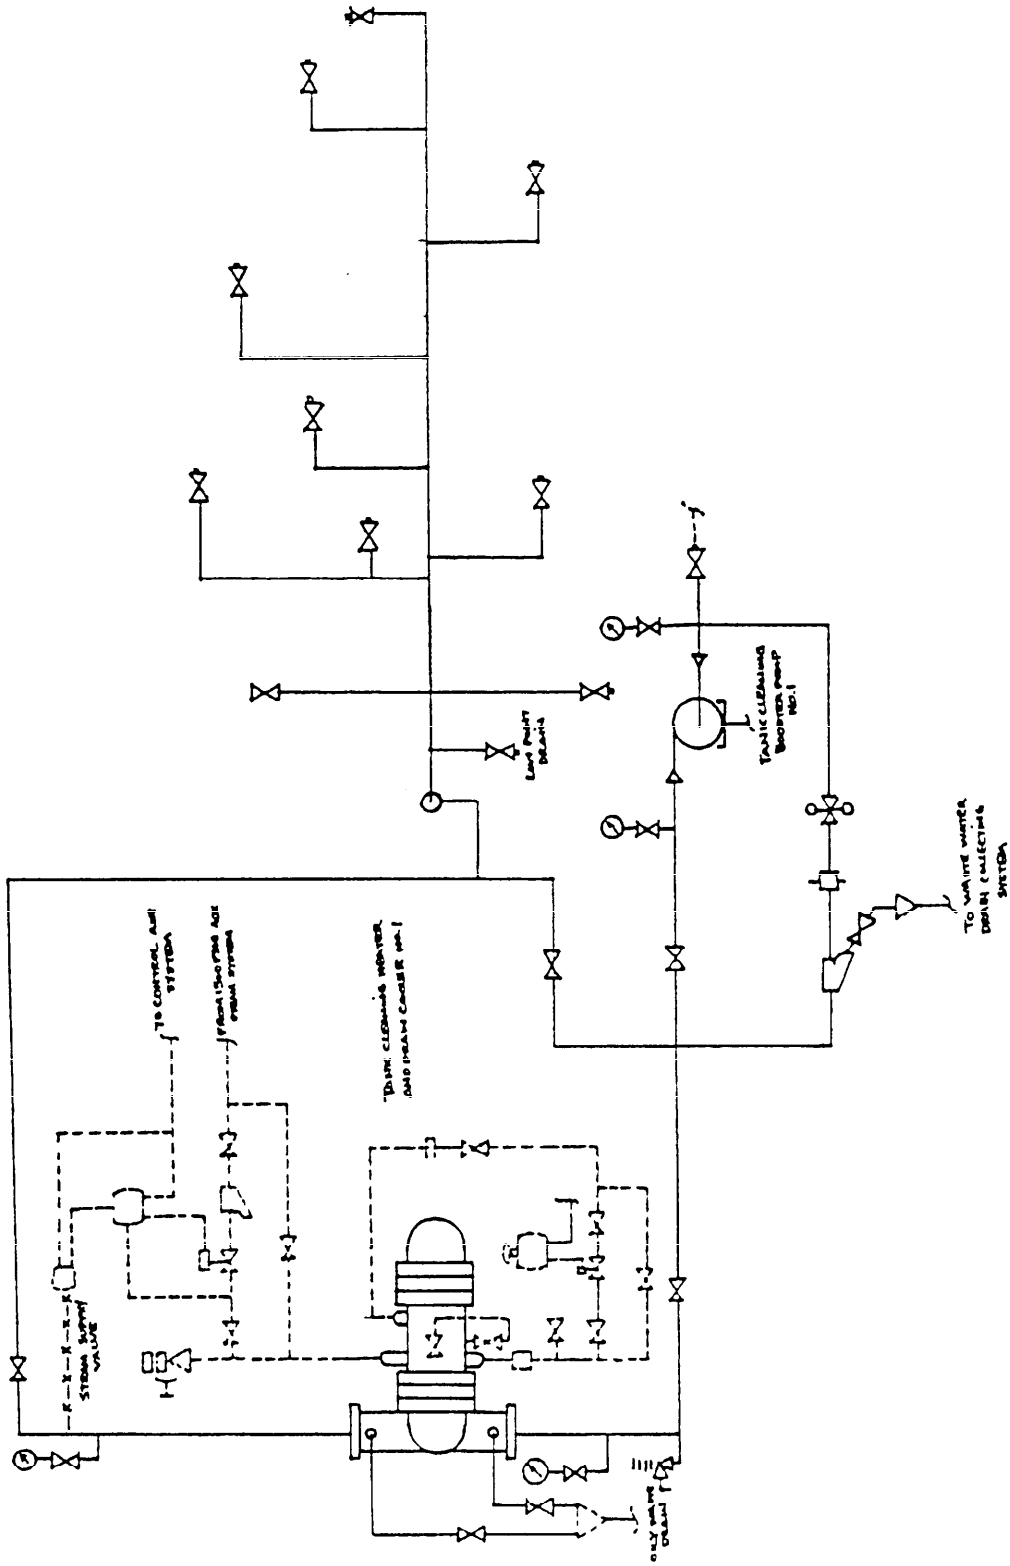 LOW POINT
DRAIN
TANK CLEANING
BOOSTER PUMP
NO. 1
TO WASTE WATER
DRAIN COLLECTING
SYSTEM
TO CONTROL AIR
SYSTEM
FROM 150 PSIG AUX
STEAM SYSTEM
TANK CLEANING HEATER
AND DRAIN COOLER NO. 1
STEAM SUPPLY
VALVE
OILY WASTE
DRAIN